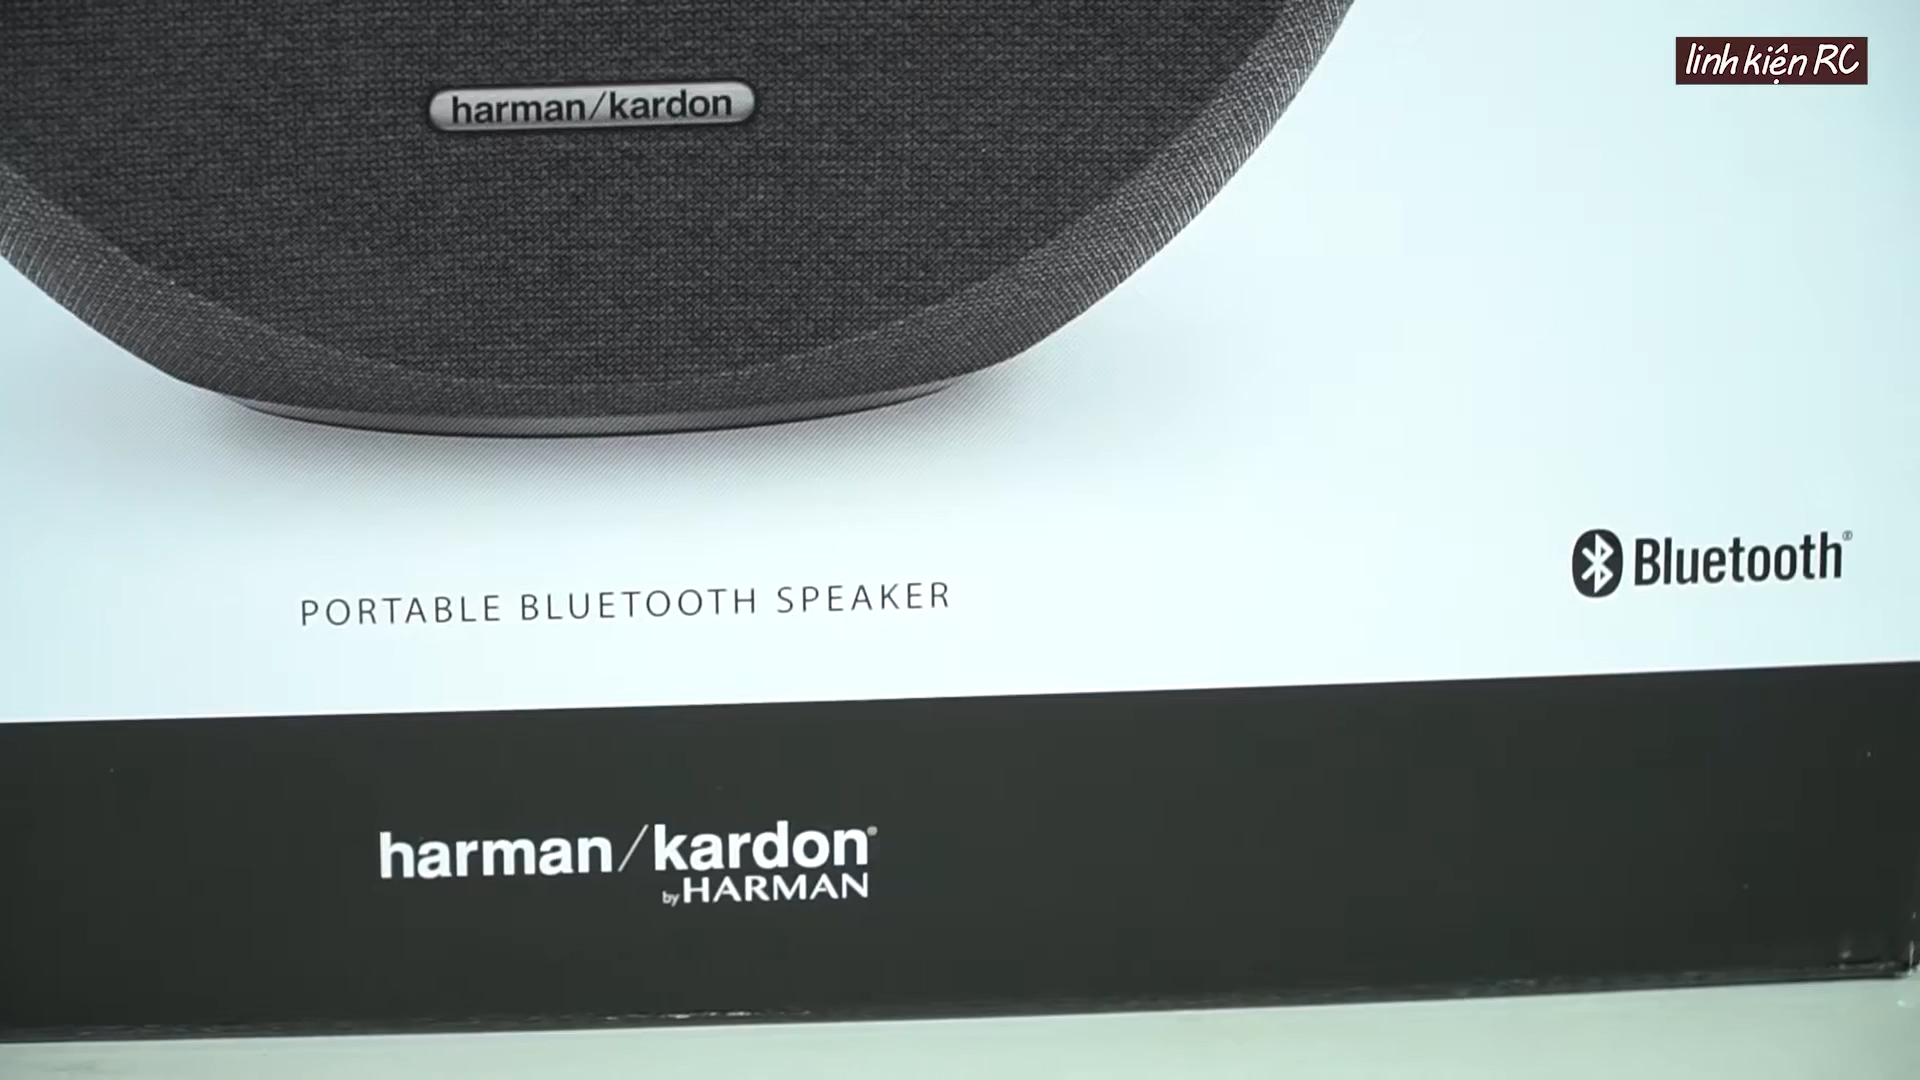 linh kiện RC
harman/kardon
PORTABLE BLUETOOTH SPEAKER
Bluetooth®
harman/kardon®
by HARMAN